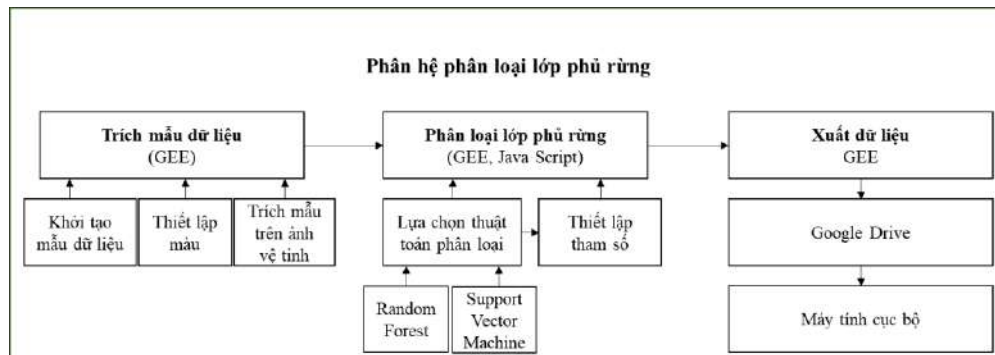 Phân hệ phân loại lớp phủ rừng
Trích mẫu dữ liệu
(GEE)
Phân loại lớp phủ rừng
(GEE, Java Script)
Xuất dữ liệu
GEE
Khởi tạo
mẫu dữ liệu
Thiết lập
màu
Trích mẫu
trên ảnh
vệ tinh
Lựa chọn thuật
toán phân loại
Thiết lập
tham số
Google Drive
Random
Forest
Support
Vector
Machine
Máy tính cục bộ